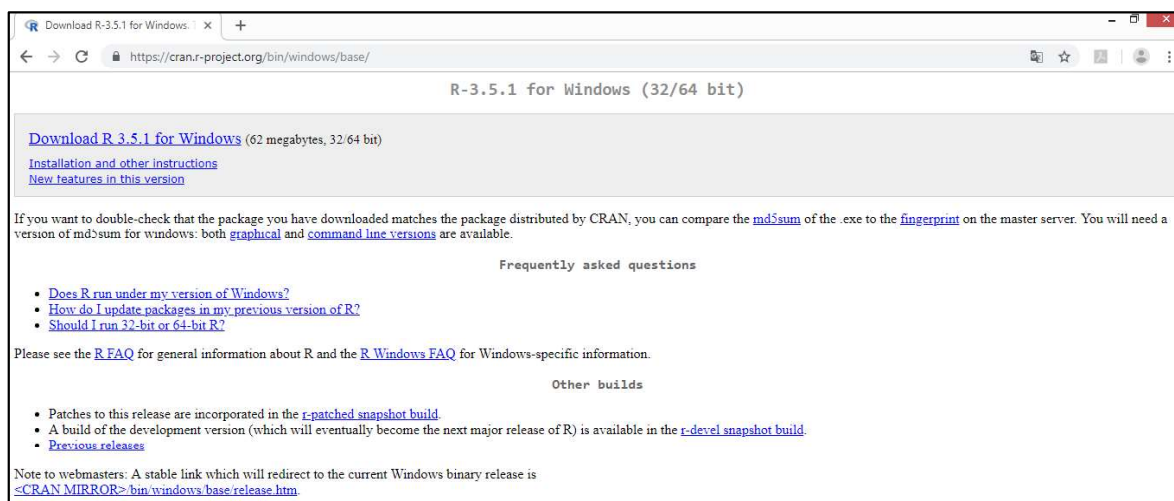 Download R-3.5.1 for Windows.
https://cran.r-project.org/bin/windows/base/
R-3.5.1 for Windows (32/64 bit)
Download R 3.5.1 for Windows (62 megabytes, 32/64 bit)
Installation and other instructions
New features in this version
If you want to double-check that the package you have downloaded matches the package distributed by CRAN, you can compare the md5sum of the .exe to the fingerprint on the master server. You will need a
version of md5sum for windows: both graphical and command line versions are available.
Frequently asked questions
• Does R run under my version of Windows?
• How do I update packages in my previous version of R?
• Should I run 32-bit or 64-bit R?
Please see the R FAQ for general information about R and the R Windows FAQ for Windows-specific information.
Other builds
• Patches to this release are incorporated in the r-patched snapshot build.
• A build of the development version (which will eventually become the next major release of R) is available in the r-devel snapshot build.
• Previous releases
Note to webmasters: A stable link which will redirect to the current Windows binary release is
<CRAN MIRROR>/bin/windows/base/release.htm.